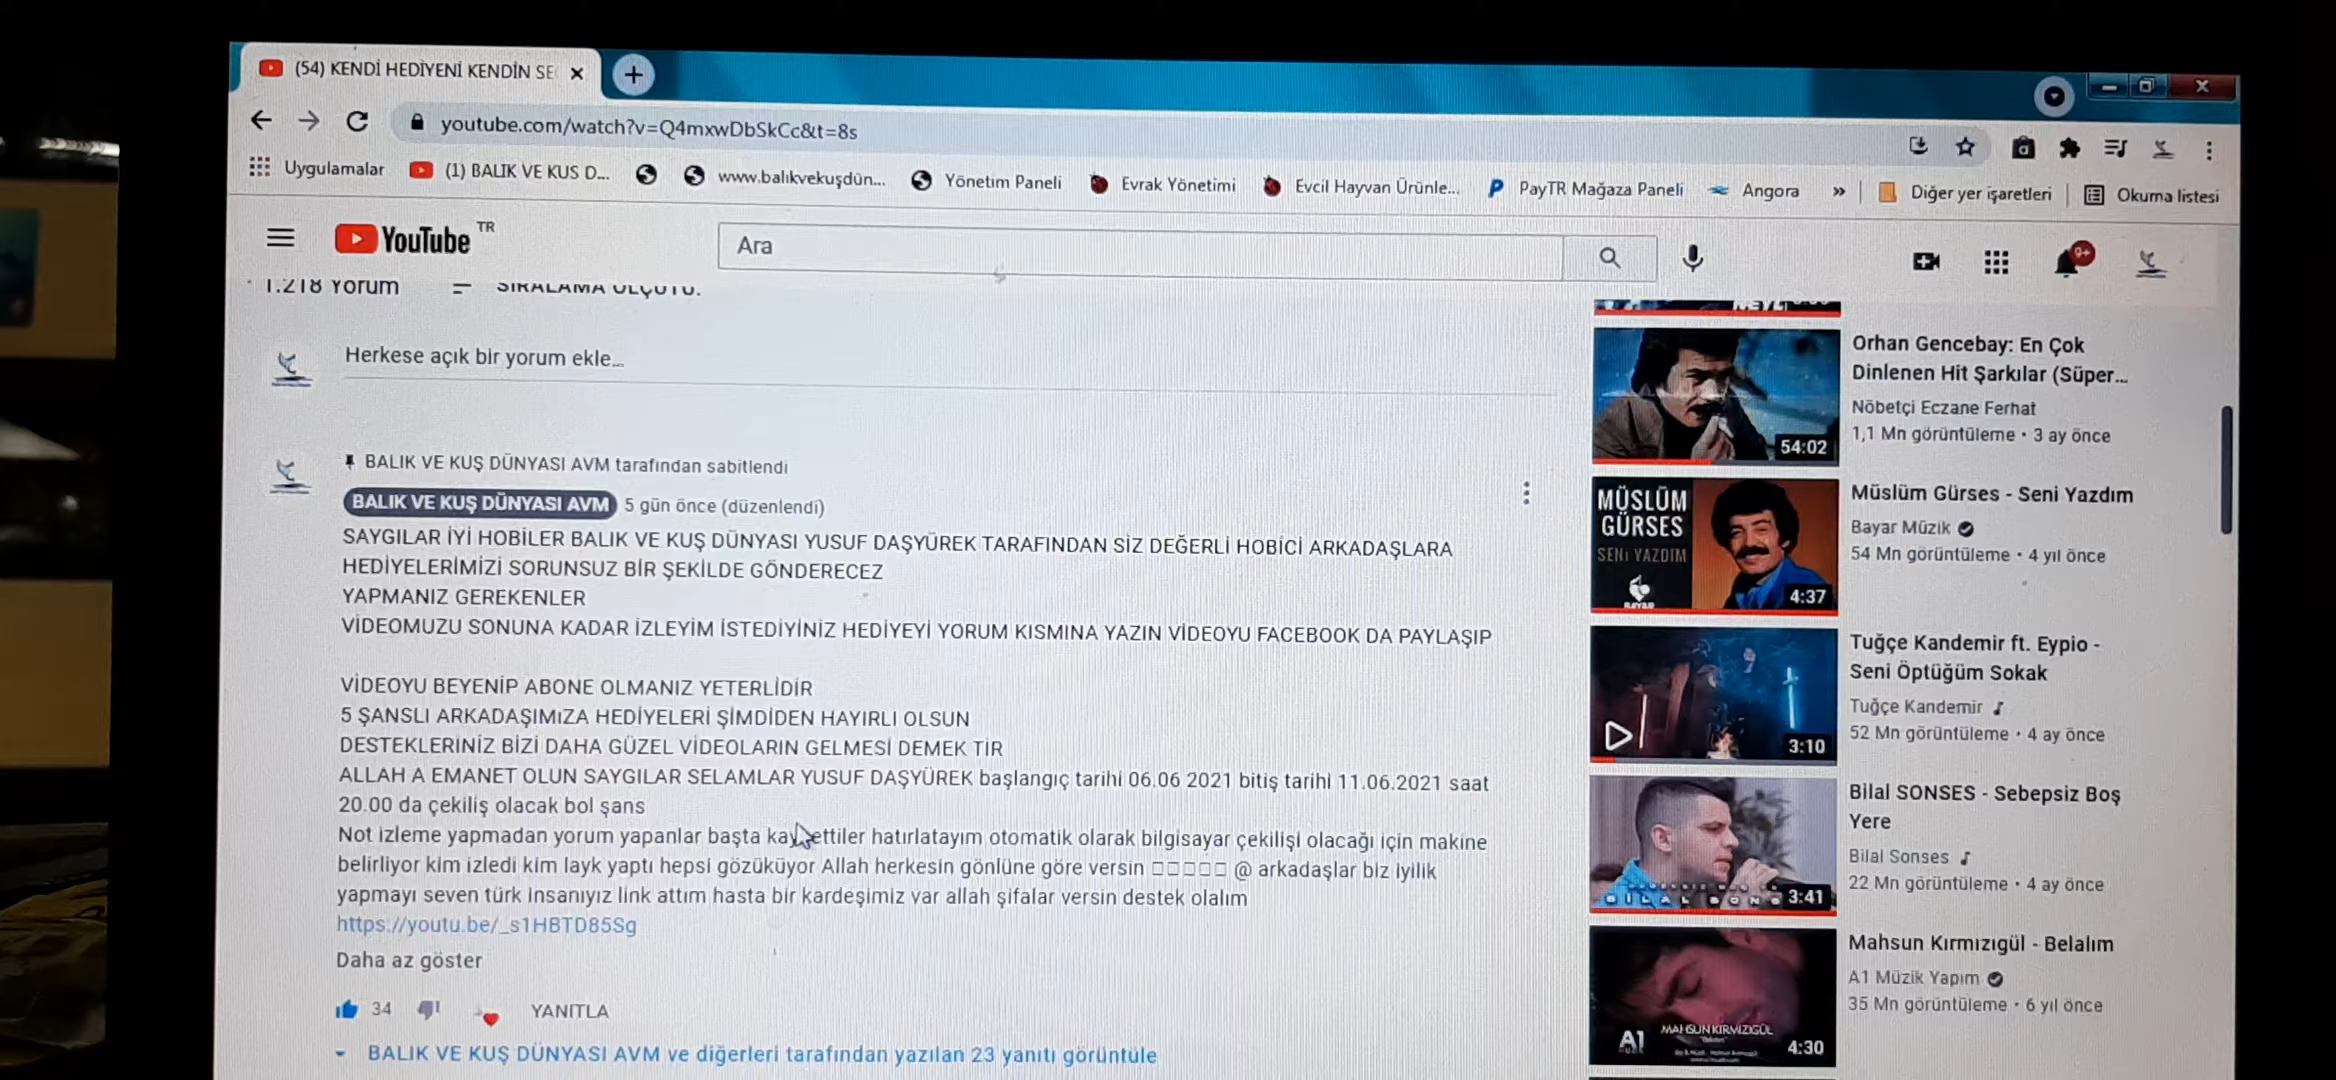 (54) KENDİ HEDİYENİ KENDİN SE
youtube.com/watch?v=Q4mxwDbSkCc&t=8s
Uygulamalar
(1) BALIK VE KUS D...
www.balıkvekuşdün...
Yönetim Paneli
Evrak Yönetimi
Evcil Hayvan Ürünle...
PayTR Mağaza Paneli
Angora
»
Diğer yer işaretleri
Okuma listesi
YouTube TR
Ara
9+
1.218 Yorum
SIRALAMA ÖLÇÜTÜ:
Herkese açık bir yorum ekle...
BALIK VE KUŞ DÜNYASI AVM tarafından sabitlendi
BALIK VE KUŞ DÜNYASI AVM 5 gün önce (düzenlendi)
SAYGILAR İYİ HOBİLER BALIK VE KUŞ DÜNYASI YUSUF DAŞYÜREK TARAFINDAN SİZ DEĞERLİ HOBİCİ ARKADAŞLARA
HEDİYELERİMİZİ SORUNSUZ BİR ŞEKİLDE GÖNDERECEZ
YAPMANIZ GEREKENLER
VİDEOMUZU SONUNA KADAR İZLEYİM İSTEDİYİNİZ HEDİYEYİ YORUM KISMINA YAZIN VİDEOYU FACEBOOK DA PAYLAŞIP
VİDEOYU BEYENİP ABONE OLMANIZ YETERLİDİR
5 ŞANSLI ARKADAŞIMıZA HEDİYELERİ ŞİMDİDEN HAYIRLI OLSUN
DESTEKLERINİZ BİZİ DAHA GÜZEL VİDEOLARIN GELMESİ DEMEK TİR
ALLAH A EMANET OLUN SAYGILAR SELAMLAR YUSUF DAŞYÜREK başlangıç tarihi 06.06 2021 bitiş tarihi 11.06.2021 saat
20.00 da çekiliş olacak bol şans
Not izleme yapmadan yorum yapanlar başta kaybettiler hatırlatayım otomatik olarak bilgisayar çekilişi olacağı için makine
belirliyor kim izledi kim layk yaptı hepsi gözüküyor Allah herkesin gönlüne göre versin □□□□□ @ arkadaşlar biz iyilik
yapmayı seven türk insanıyız link attım hasta bir kardeşimiz var allah şifalar versin destek olalım
https://youtu.be/_s1HBTD85Sg
Daha az göster
34
YANITLA
BALIK VE KUŞ DÜNYASI AVM ve diğerleri tarafından yazılan 23 yanıtı görüntüle
54:02
Orhan Gencebay: En Çok
Dinlenen Hit Şarkılar (Süper...
Nöbetçi Eczane Ferhat
1,1 Mn görüntüleme • 3 ay önce
MÜSLÜM
GÜRSES
SENİ YAZDIM
BAYAR
4:37
Müslüm Gürses - Seni Yazdım
Bayar Müzik
54 Mn görüntüleme • 4 yıl önce
3:10
Tuğçe Kandemir ft. Eypio -
Seni Öptüğüm Sokak
Tuğçe Kandemir
52 Mn görüntüleme • 4 ay önce
BİLAL SONS
3:41
Bilal SONSES - Sebepsiz Boş
Yere
Bilal Sonses
22 Mn görüntüleme • 4 ay önce
A1
MAHSUN KIRMIZIGÜL
4:30
Mahsun Kırmızıgül - Belalım
A1 Müzik Yapım
35 Mn görüntüleme • 6 yıl önce